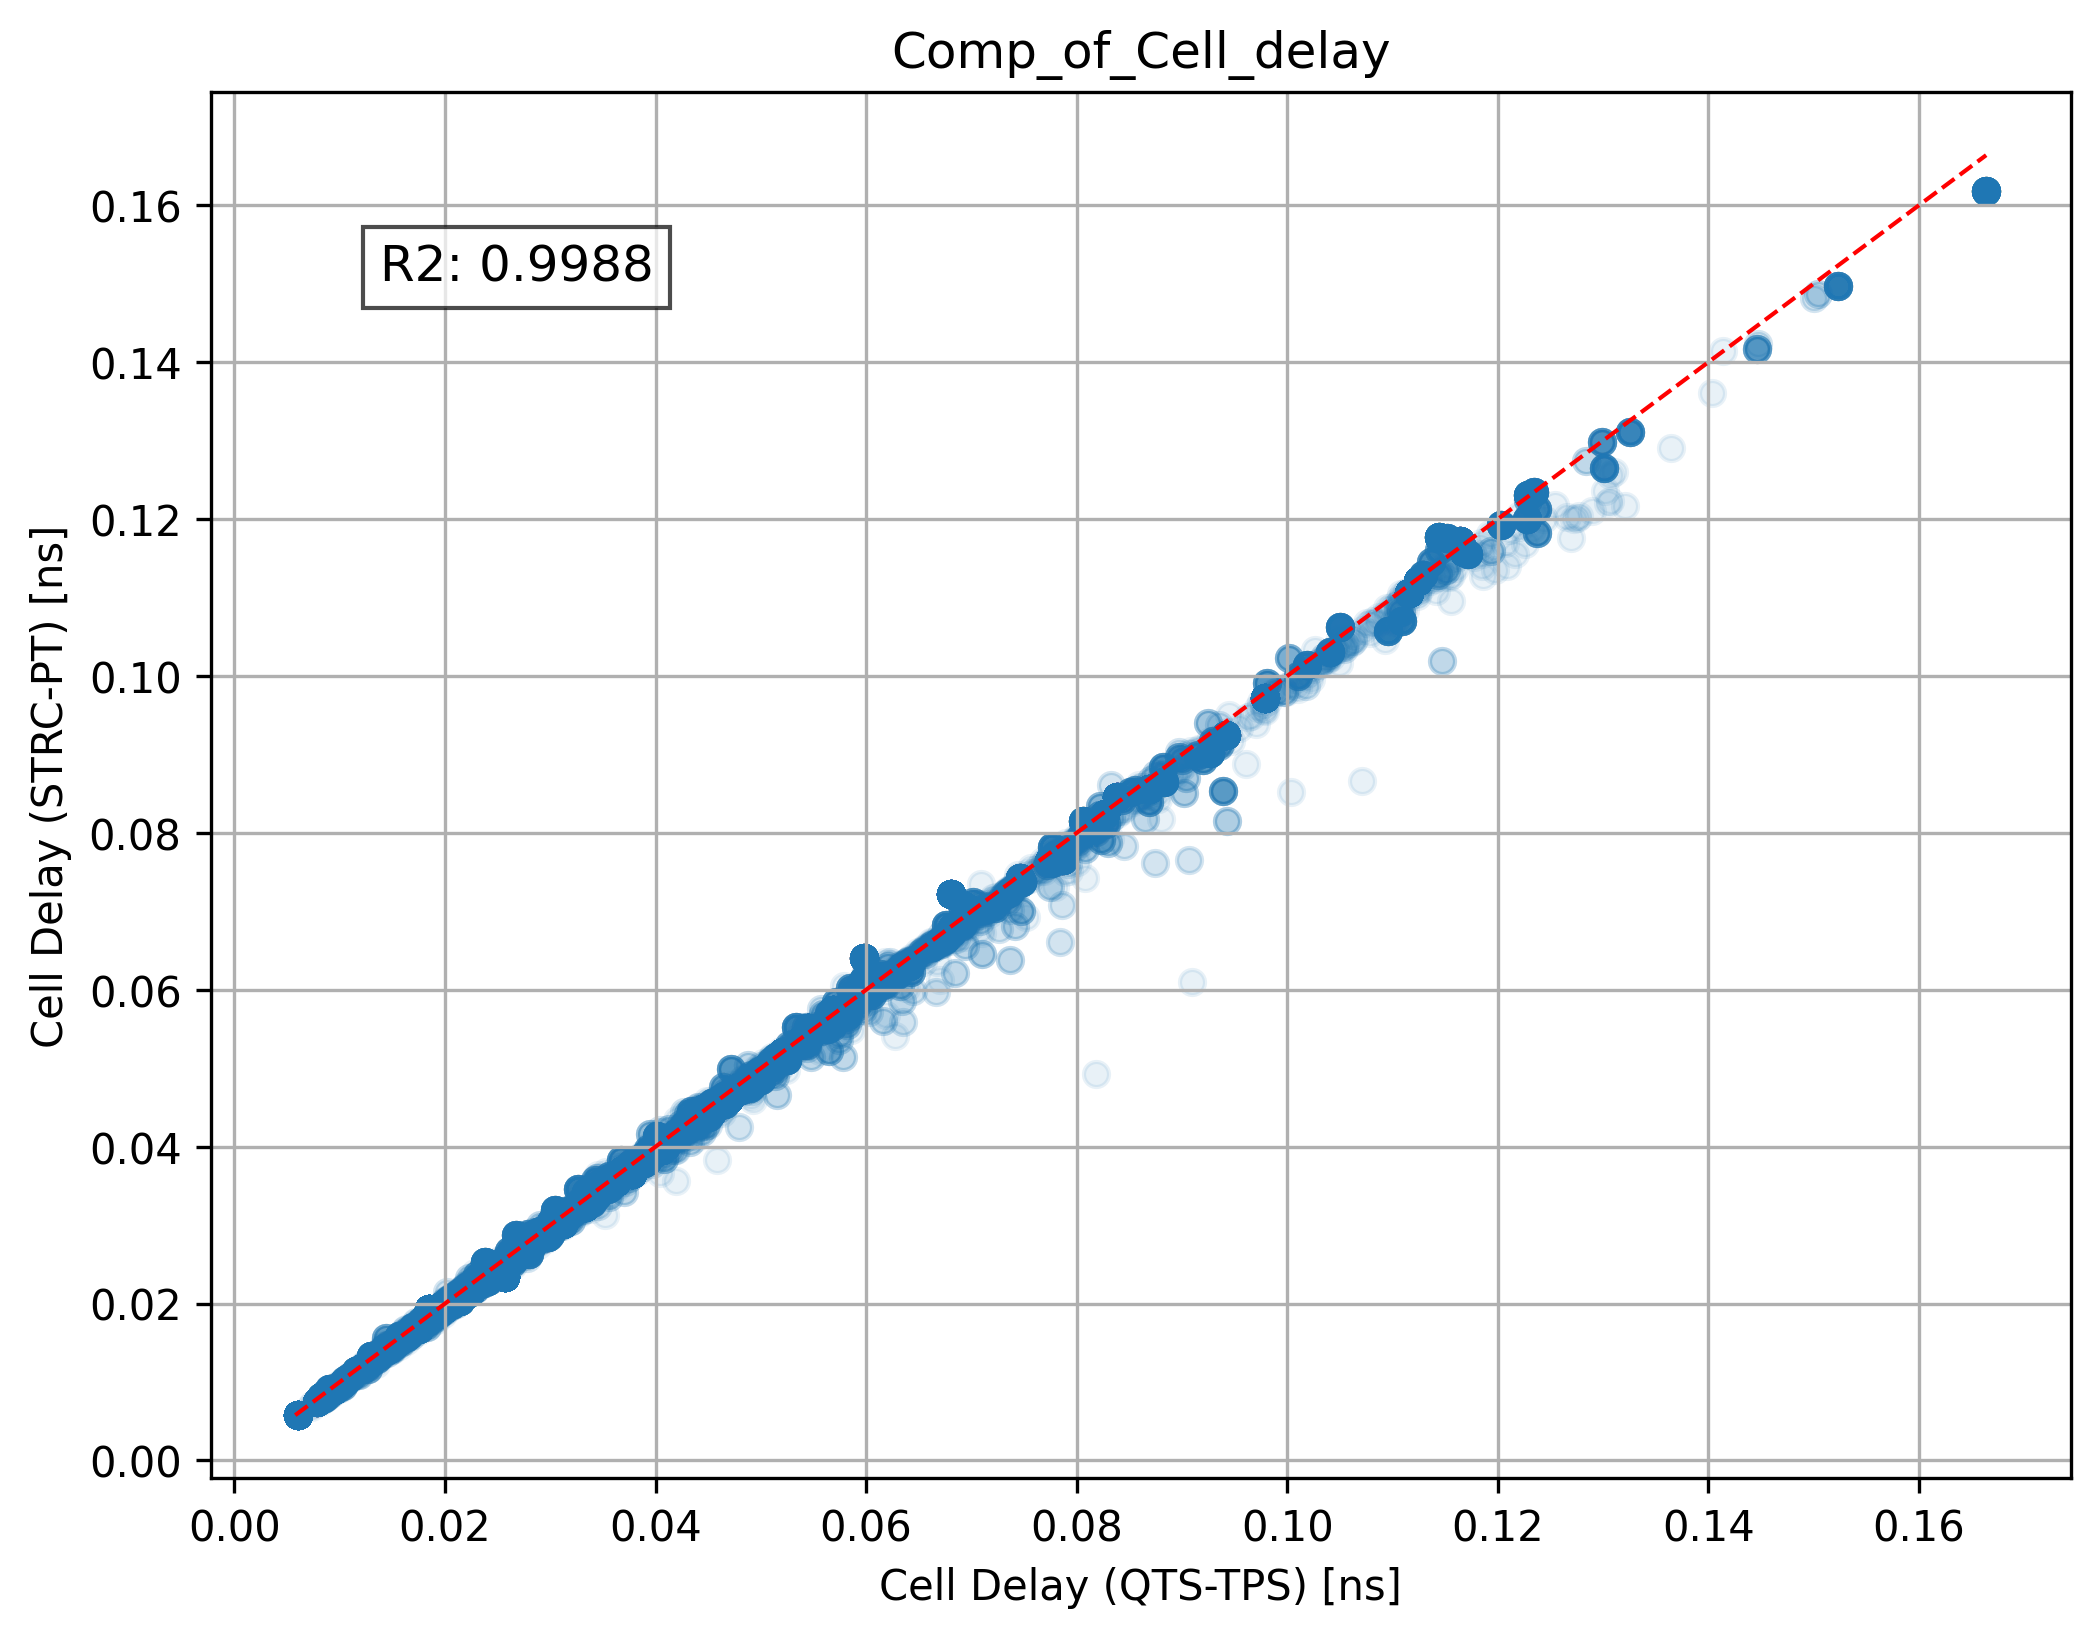 Comp_of_Cell_delay
R2: 0.9988
Cell Delay (STRC-PT) [ns]
0.16
0.14
0.12
0.10
0.08
0.06
0.04
0.02
0.00
0.00 0.02 0.04 0.06 0.08 0.10 0.12 0.14 0.16
Cell Delay (QTS-TPS) [ns]